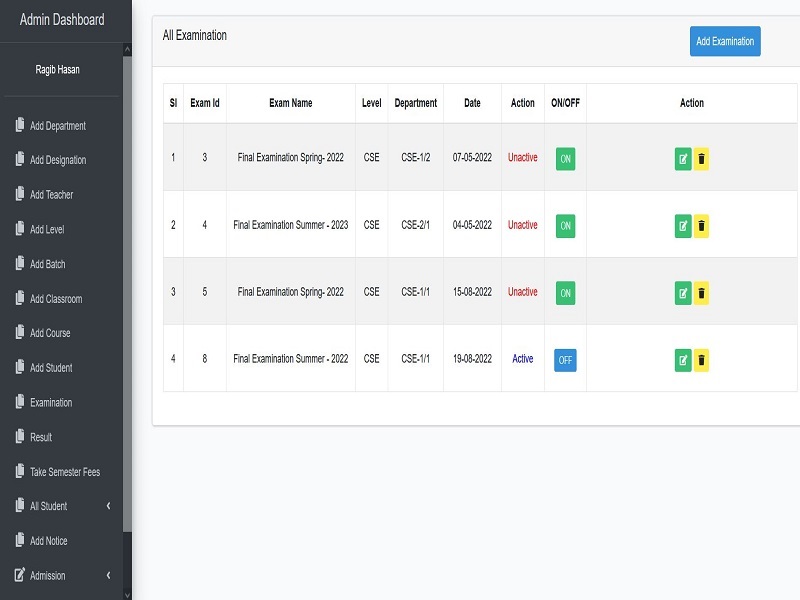 Admin Dashboard
Ragib Hasan
Add Department
Add Designation
Add Teacher
Add Level
Add Batch
Add Classroom
Add Course
Add Student
Examination
Result
Take Semester Fees
All Student
Add Notice
Admission
All Examination
Add Examination
Sl Exam Id Exam Name Level Department Date Action ON/OFF Action
1 3 Final Examination Spring- 2022 CSE CSE-1/2 07-05-2022 Unactive ON
2 4 Final Examination Summer - 2023 CSE CSE-2/1 04-05-2022 Unactive ON
3 5 Final Examination Spring- 2022 CSE CSE-1/1 15-08-2022 Unactive ON
4 8 Final Examination Summer - 2022 CSE CSE-1/1 19-08-2022 Active OFF